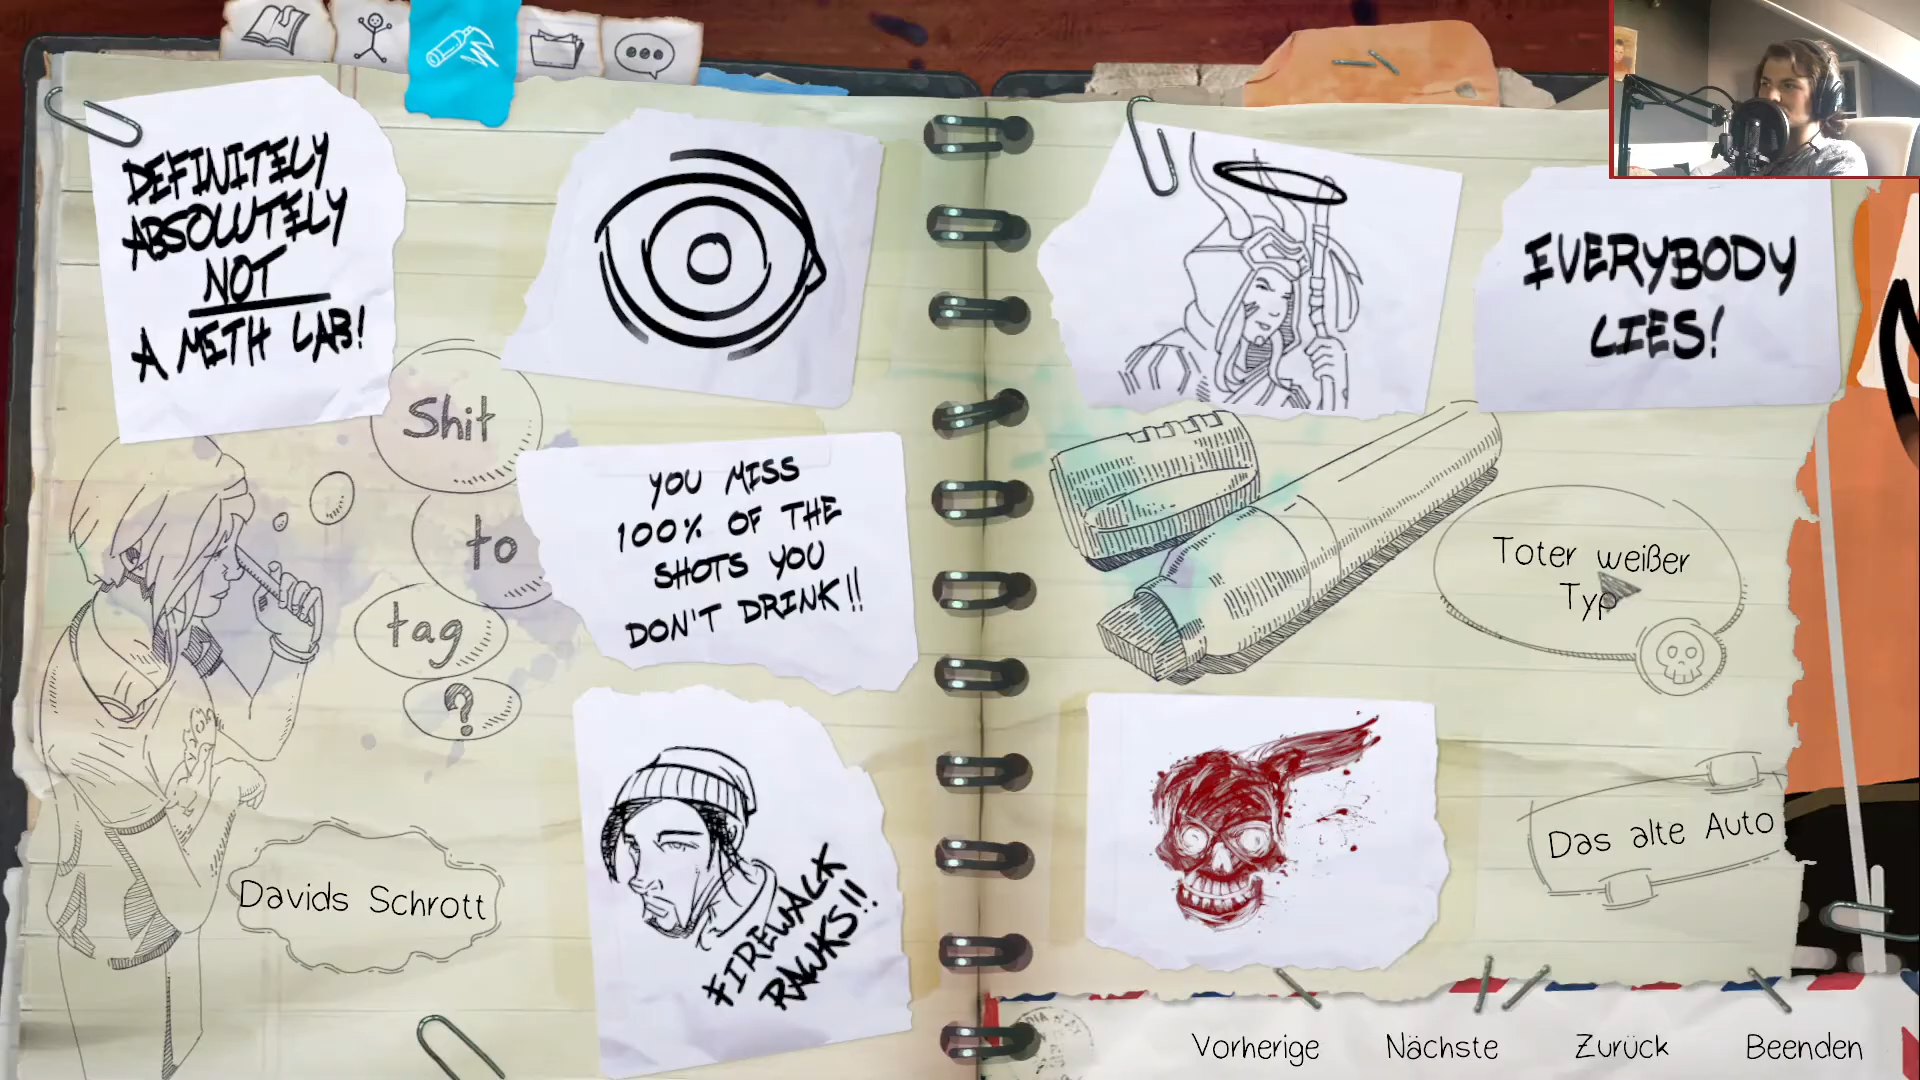 DEFINITELY
ABSOLUTELY
NOT
A METH LAB!
Shit
to
tag
?
YOU MISS
100% OF THE
SHOTS YOU
DON'T DRINK!!
Davids Schrott
FIREWALK
RAWKS!!
EVERYBODY
LIES!
Toter weißer
Typ
Das alte Auto
Vorherige
Nächste
Zurück
Beenden